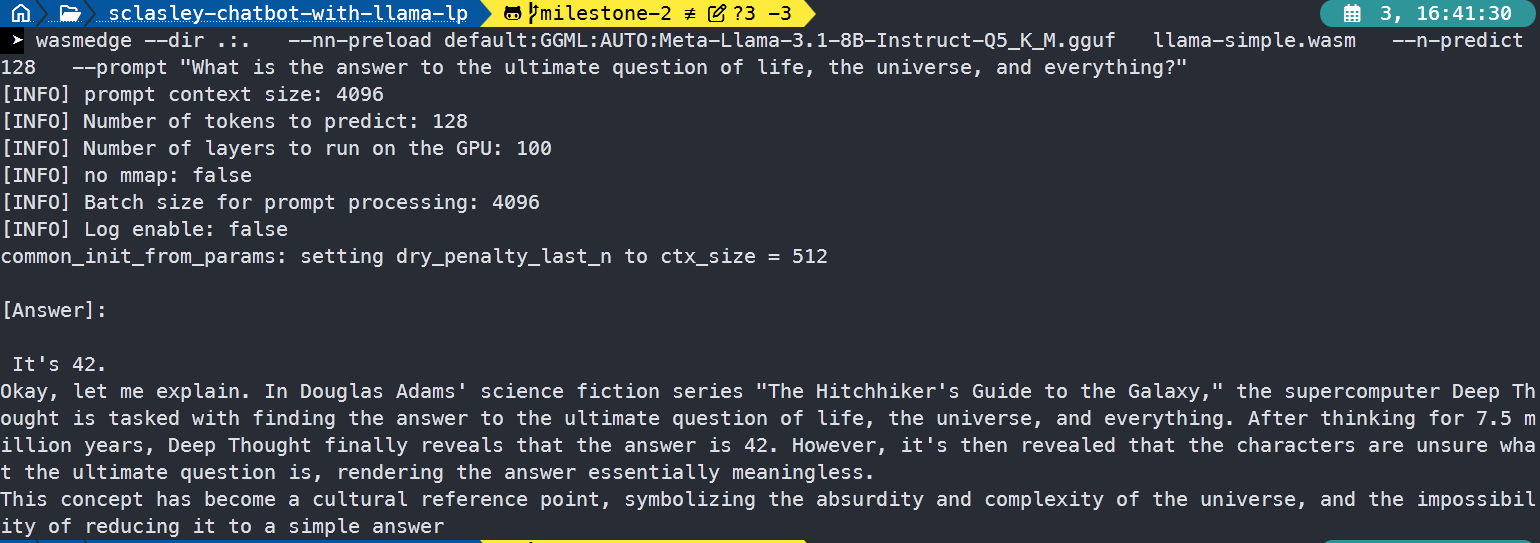 sclasley-chatbot-with-llama-lp milestone-2 ≢ ?3 -3 3, 16:41:30
➤ wasmedge --dir .:. --nn-preload default:GGML:AUTO:Meta-Llama-3.1-8B-Instruct-Q5_K_M.gguf llama-simple.wasm --n-predict
128 --prompt "What is the answer to the ultimate question of life, the universe, and everything?"
[INFO] prompt context size: 4096
[INFO] Number of tokens to predict: 128
[INFO] Number of layers to run on the GPU: 100
[INFO] no mmap: false
[INFO] Batch size for prompt processing: 4096
[INFO] Log enable: false
common_init_from_params: setting dry_penalty_last_n to ctx_size = 512
[Answer]:
It's 42.
Okay, let me explain. In Douglas Adams' science fiction series "The Hitchhiker's Guide to the Galaxy," the supercomputer Deep Th
ought is tasked with finding the answer to the ultimate question of life, the universe, and everything. After thinking for 7.5 m
illion years, Deep Thought finally reveals that the answer is 42. However, it's then revealed that the characters are unsure wha
t the ultimate question is, rendering the answer essentially meaningless.
This concept has become a cultural reference point, symbolizing the absurdity and complexity of the universe, and the impossibil
ity of reducing it to a simple answer